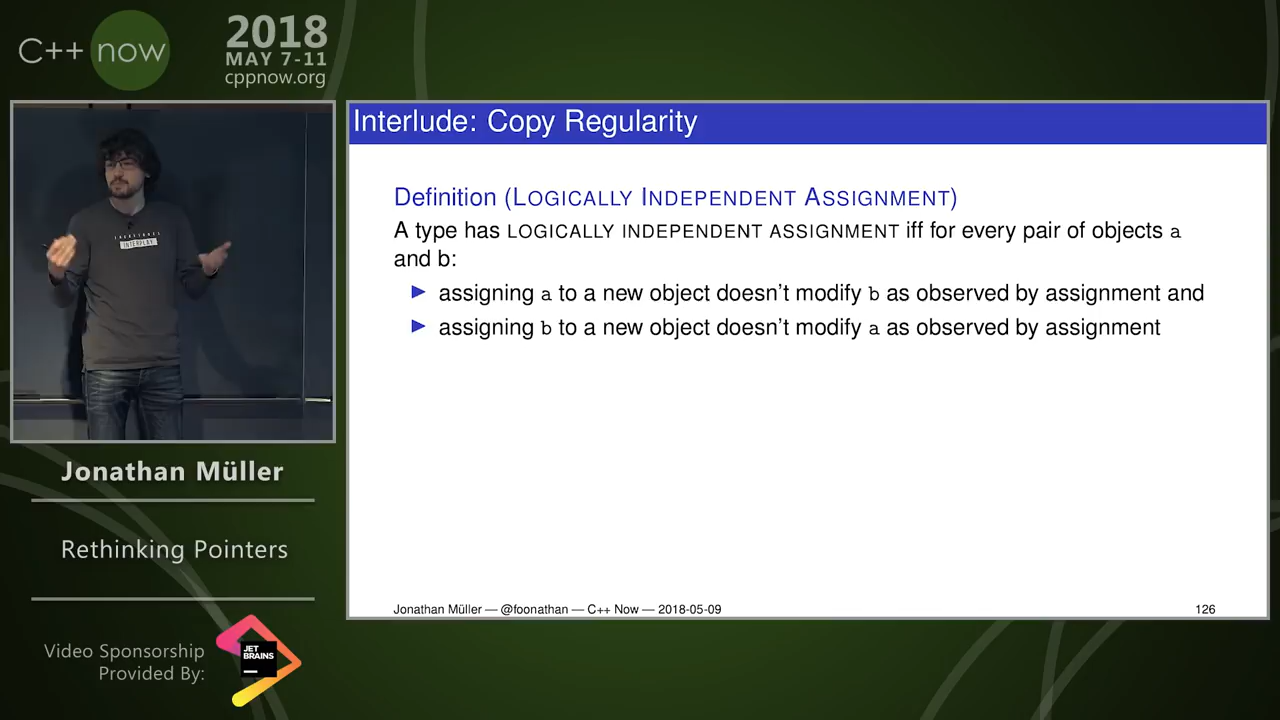 C++ now
2018
MAY 7-11
cppnow.org
Interlude: Copy Regularity
Definition (LOGICALLY INDEPENDENT ASSIGNMENT)
A type has LOGICALLY INDEPENDENT ASSIGNMENT iff for every pair of objects a
and b:
assigning a to a new object doesn't modify b as observed by assignment and
assigning b to a new object doesn't modify a as observed by assignment
Jonathan Müller — @foonathan — C++ Now — 2018-05-09
126
INTERPLAY
Jonathan Müller
Rethinking Pointers
Video Sponsorship
Provided By:
JET
BRAINS